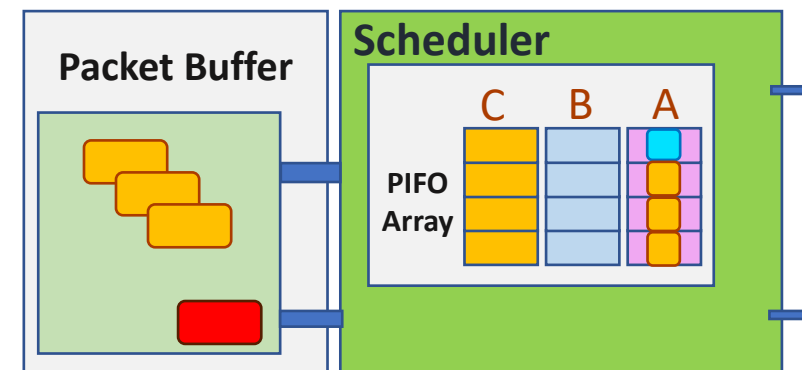 Packet Buffer
Scheduler
C B A
PIFO
Array